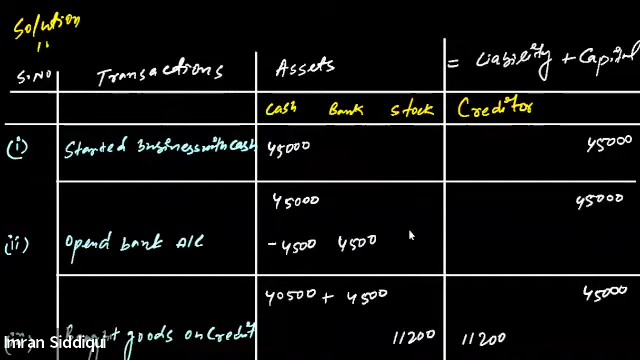 Solution
S.NO Transactions Assets = Liability + Capital
Cash Bank Stock Creditor
(i) Started Business with cash 45000 45000
45000 45000
(ii) Opend bank A/C - 4500 4500
40500 + 4500 45000
goods on Credit 11200 11200
Imran Siddiqui